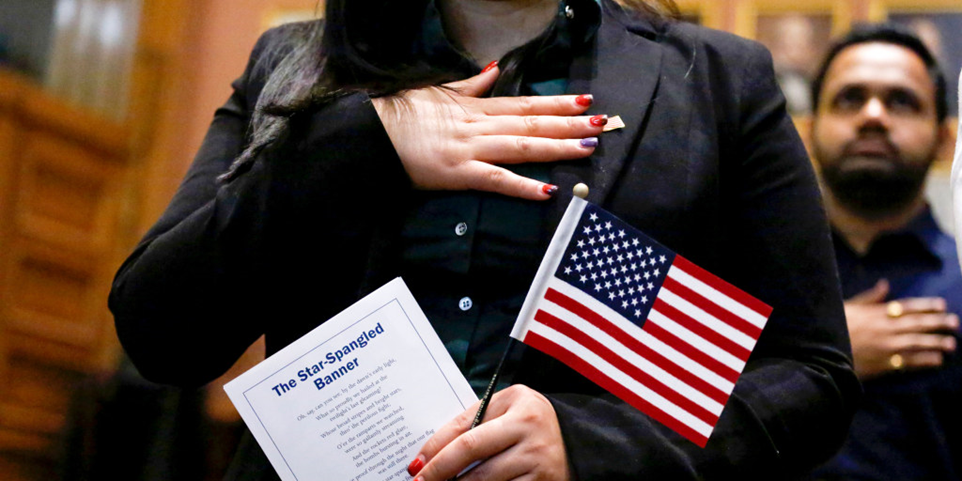 The Star-Spangled
Banner
Oh, say, can you see, by the dawn's early light,
What so proudly we hailed at the
twilight's last gleaming?
Whose broad stripes and bright stars,
the perilous fight,
O'er the ramparts we watched,
were so gallantly streaming
And the rockets red glare,
the bombs bursting in air,
proof through the night that our flag
was still there.